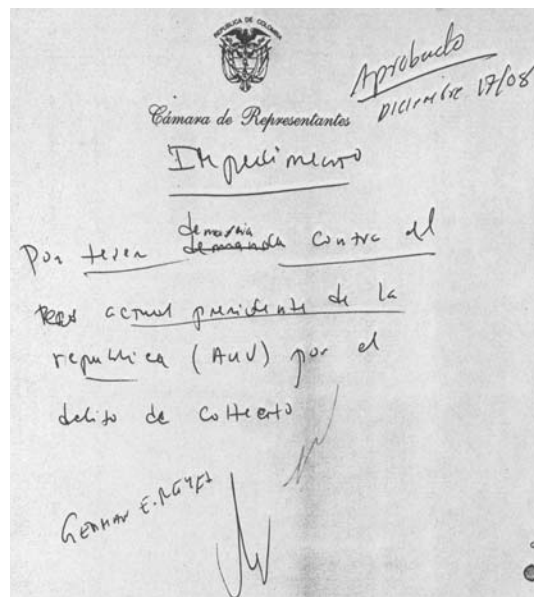 REPUBLICA DE COLOMBIA
Aprobado
Diciembre 17/08
Cámara de Representantes
Impedimento
Por tener demanda contra el
actual presidente de la
republica (AUV) por el
delito de cohecho
GERMAN E. REYES